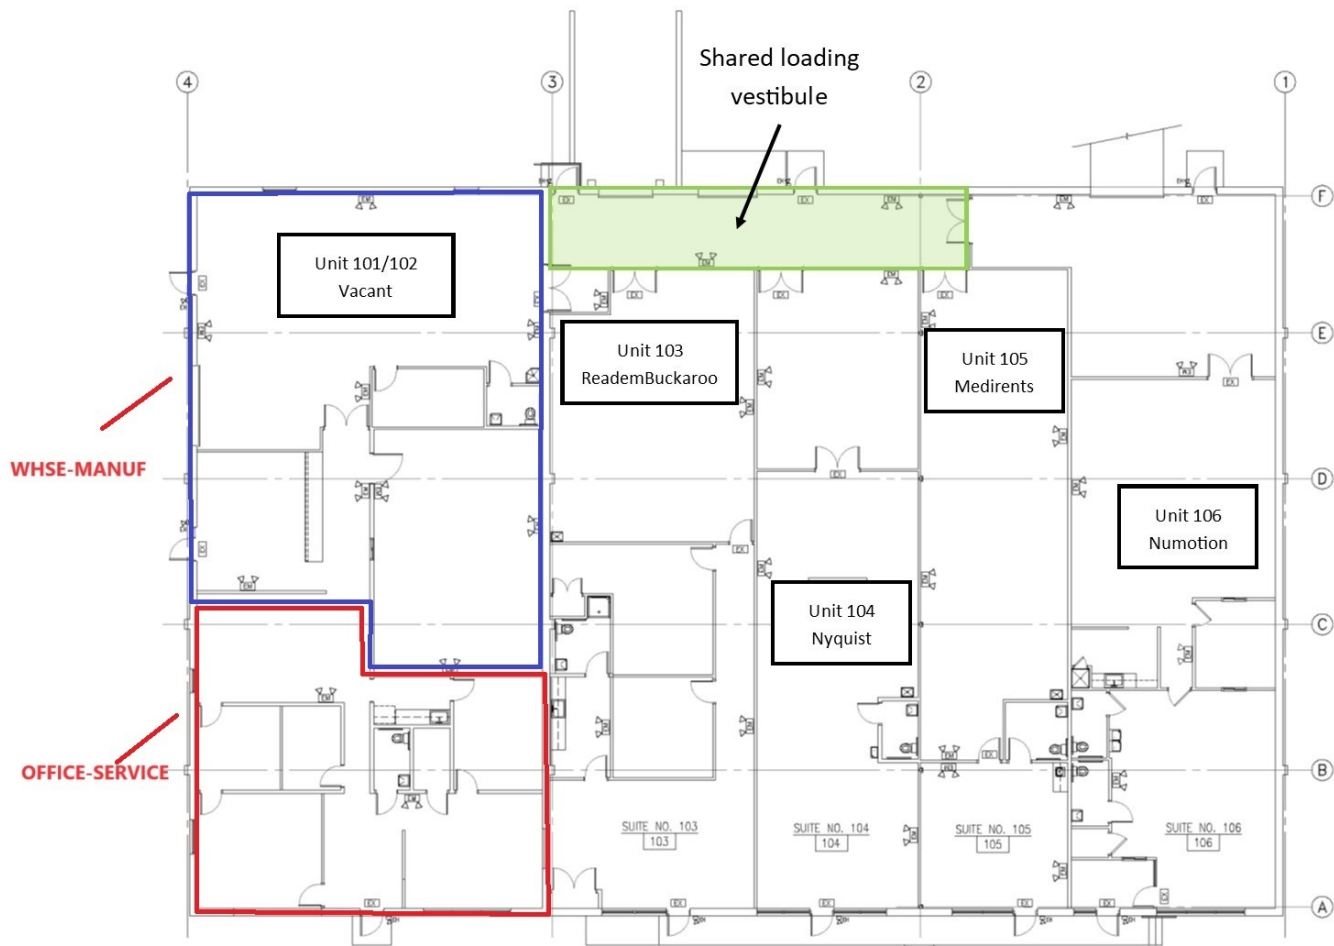 Shared loading
vestibule
4
3
2
1
F
Unit 101/102
Vacant
E
Unit 103
ReademBuckaroo
Unit 105
Medirents
WHSE-MANUF
D
Unit 106
Numotion
Unit 104
Nyquist
C
OFFICE-SERVICE
B
SUITE NO. 103
103
SUITE NO. 104
104
SUITE NO. 105
105
SUITE NO. 106
106
A